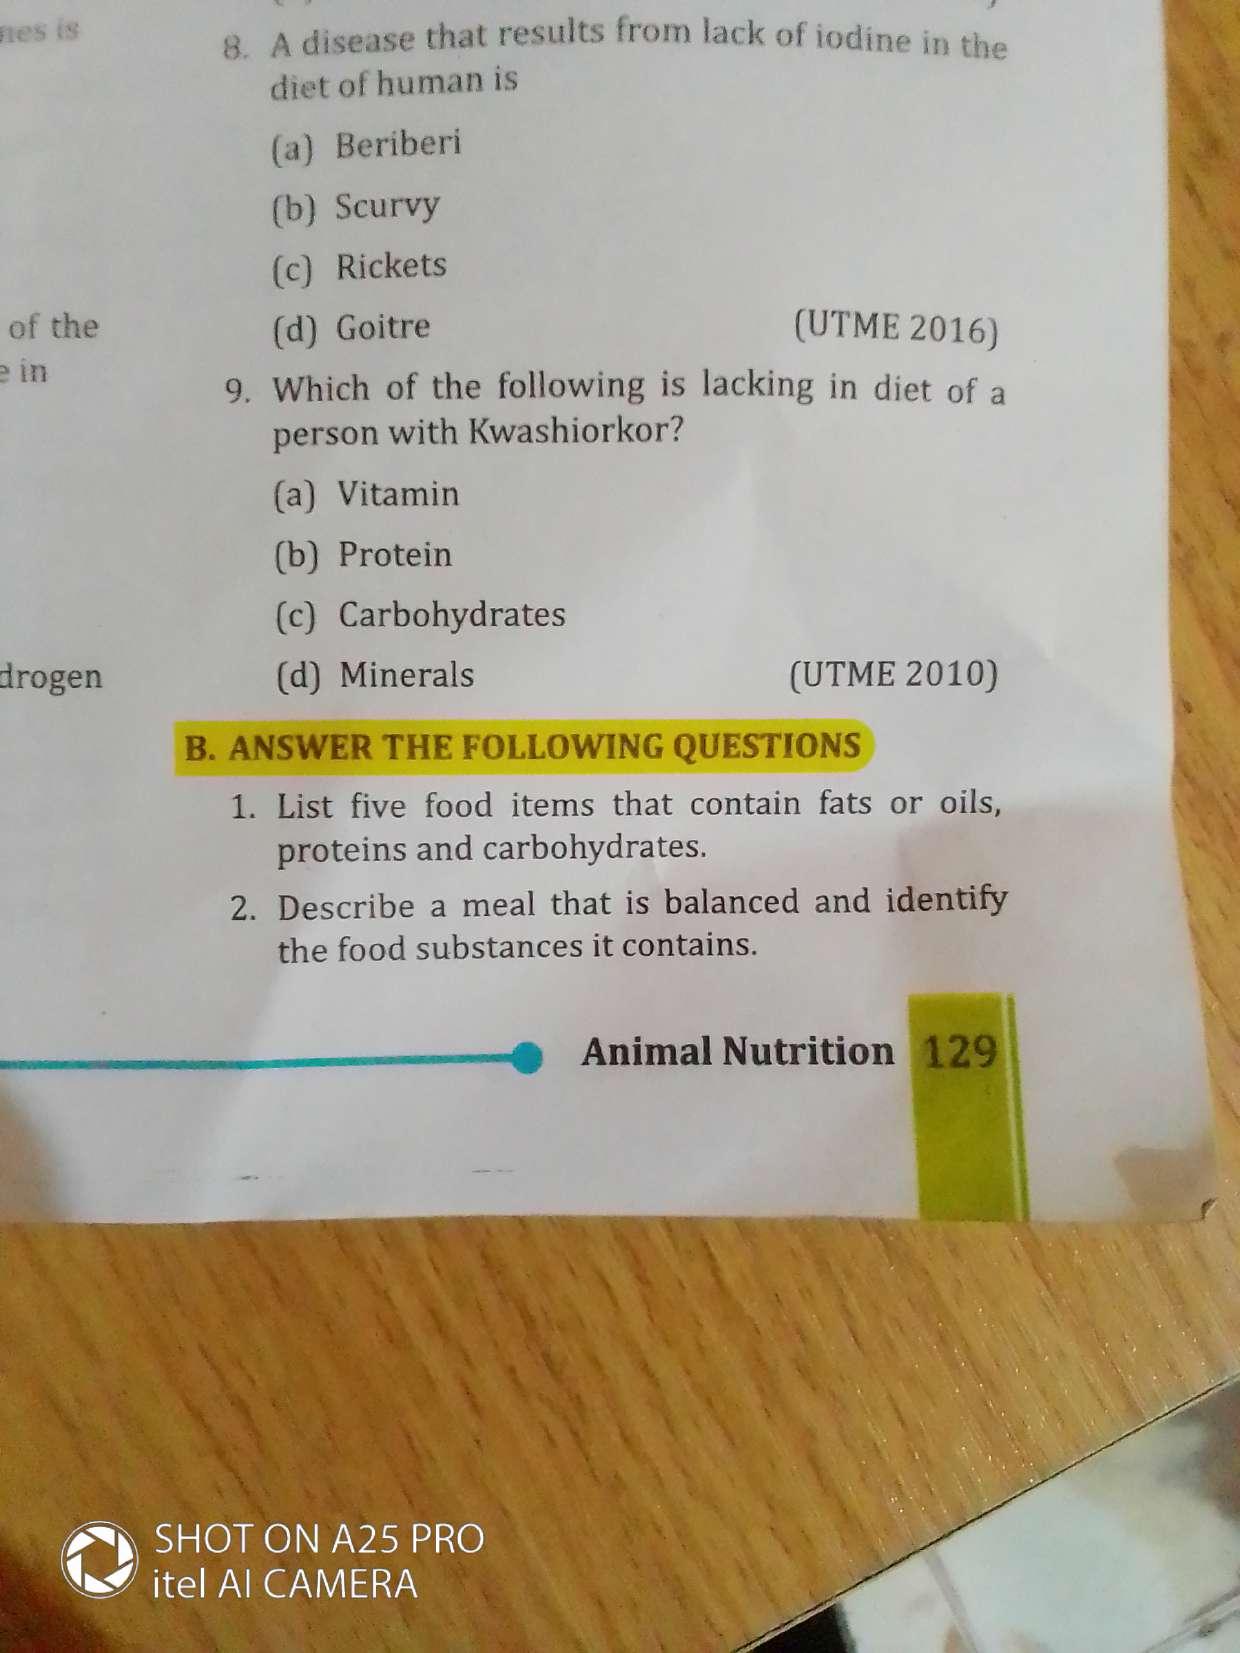 nes is
of the
e in
drogen
8. A disease that results from lack of iodine in the
diet of human is
(a) Beriberi
(b) Scurvy
(c) Rickets
(d) Goitre (UTME 2016)
9. Which of the following is lacking in diet of a
person with Kwashiorkor?
(a) Vitamin
(b) Protein
(c) Carbohydrates
(d) Minerals (UTME 2010)
B. ANSWER THE FOLLOWING QUESTIONS
1. List five food items that contain fats or oils,
proteins and carbohydrates.
2. Describe a meal that is balanced and identify
the food substances it contains.
Animal Nutrition 129
SHOT ON A25 PRO
itel AI CAMERA